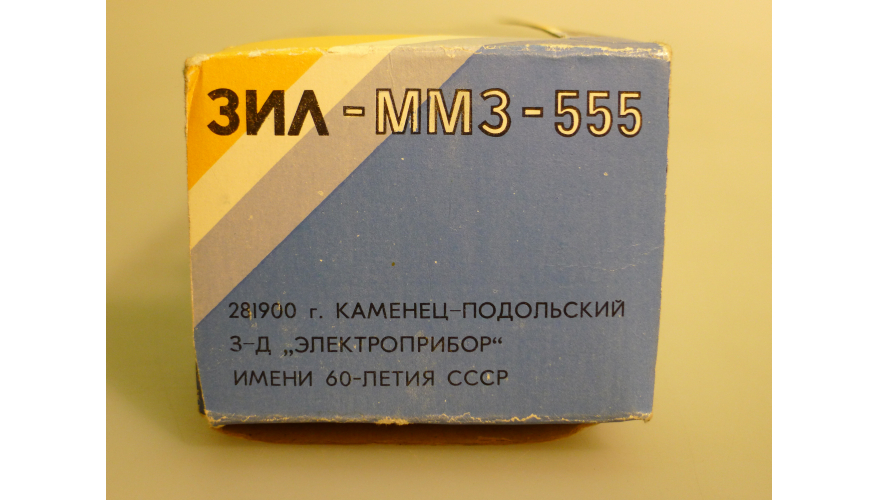 ЗИЛ-ММЗ-555
281900 г. КАМЕНЕЦ-ПОДОЛЬСКИЙ
З-Д „ЭЛЕКТРОПРИБОР“
ИМЕНИ 60-ЛЕТИЯ СССР